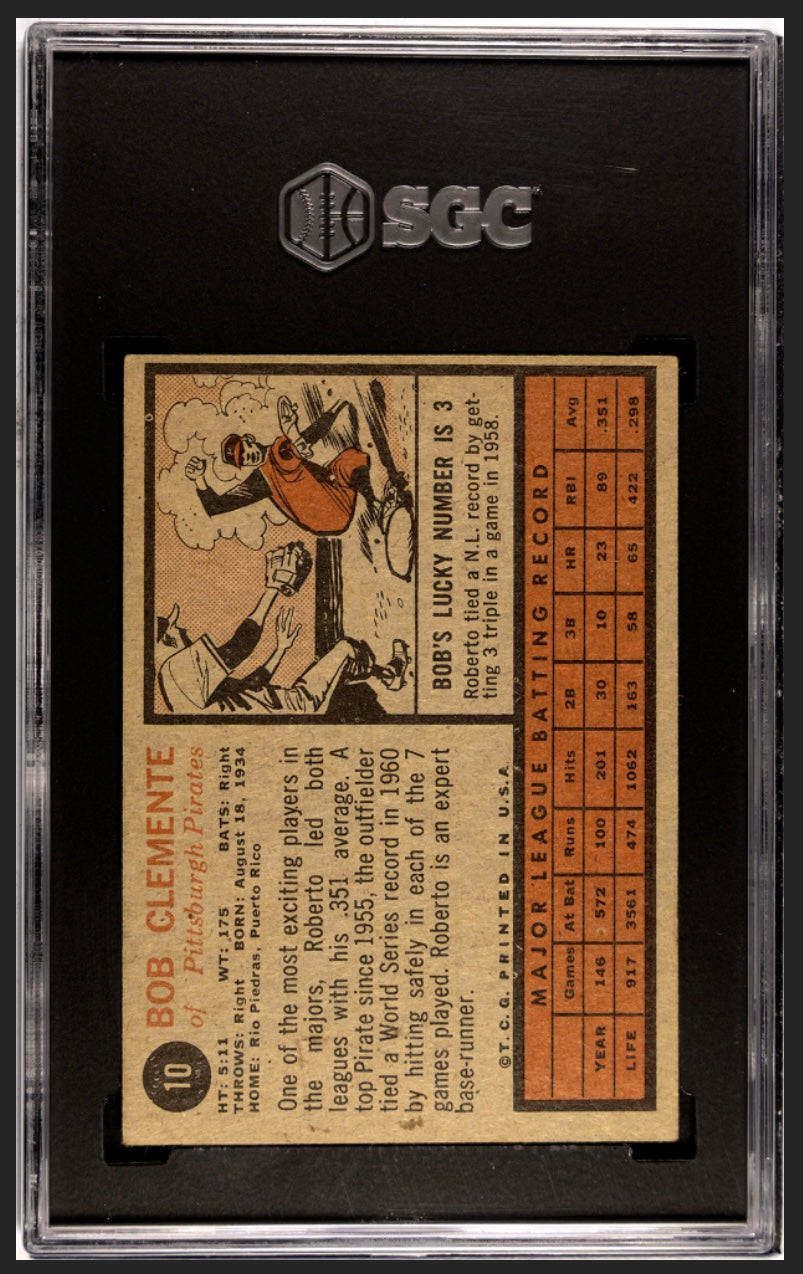 SGC
10
BOB CLEMENTE
of Pittsburgh Pirates
HT: 5:11 WT: 175 BATS: Right
THROWS: Right BORN: August 18, 1934
HOME: Rio Piedras, Puerto Rico
One of the most exciting players in
the majors, Roberto led both
leagues with his .351 average. A
top Pirate since 1955, the outfielder
tied a World Series record in 1960
by hitting safely in each of the 7
games played. Roberto is an expert
base-runner.
©T. C. G. PRINTED IN U.S.A.
BOB'S LUCKY NUMBER IS 3
Roberto tied a N.L. record by get-
ting 3 triple in a game in 1958.
MAJOR LEAGUE BATTING RECORD
Games At Bat Runs Hits 2B 3B HR RBI Avg
YEAR 146 572 100 201 30 10 23 89 .351
LIFE 917 3561 474 1062 163 58 65 422 .298